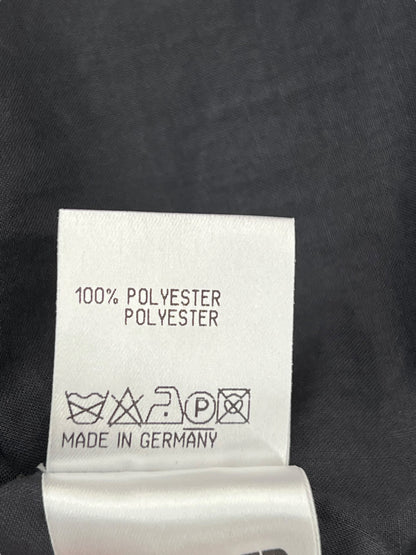 100% POLYESTER
POLYESTER
P
MADE IN GERMANY